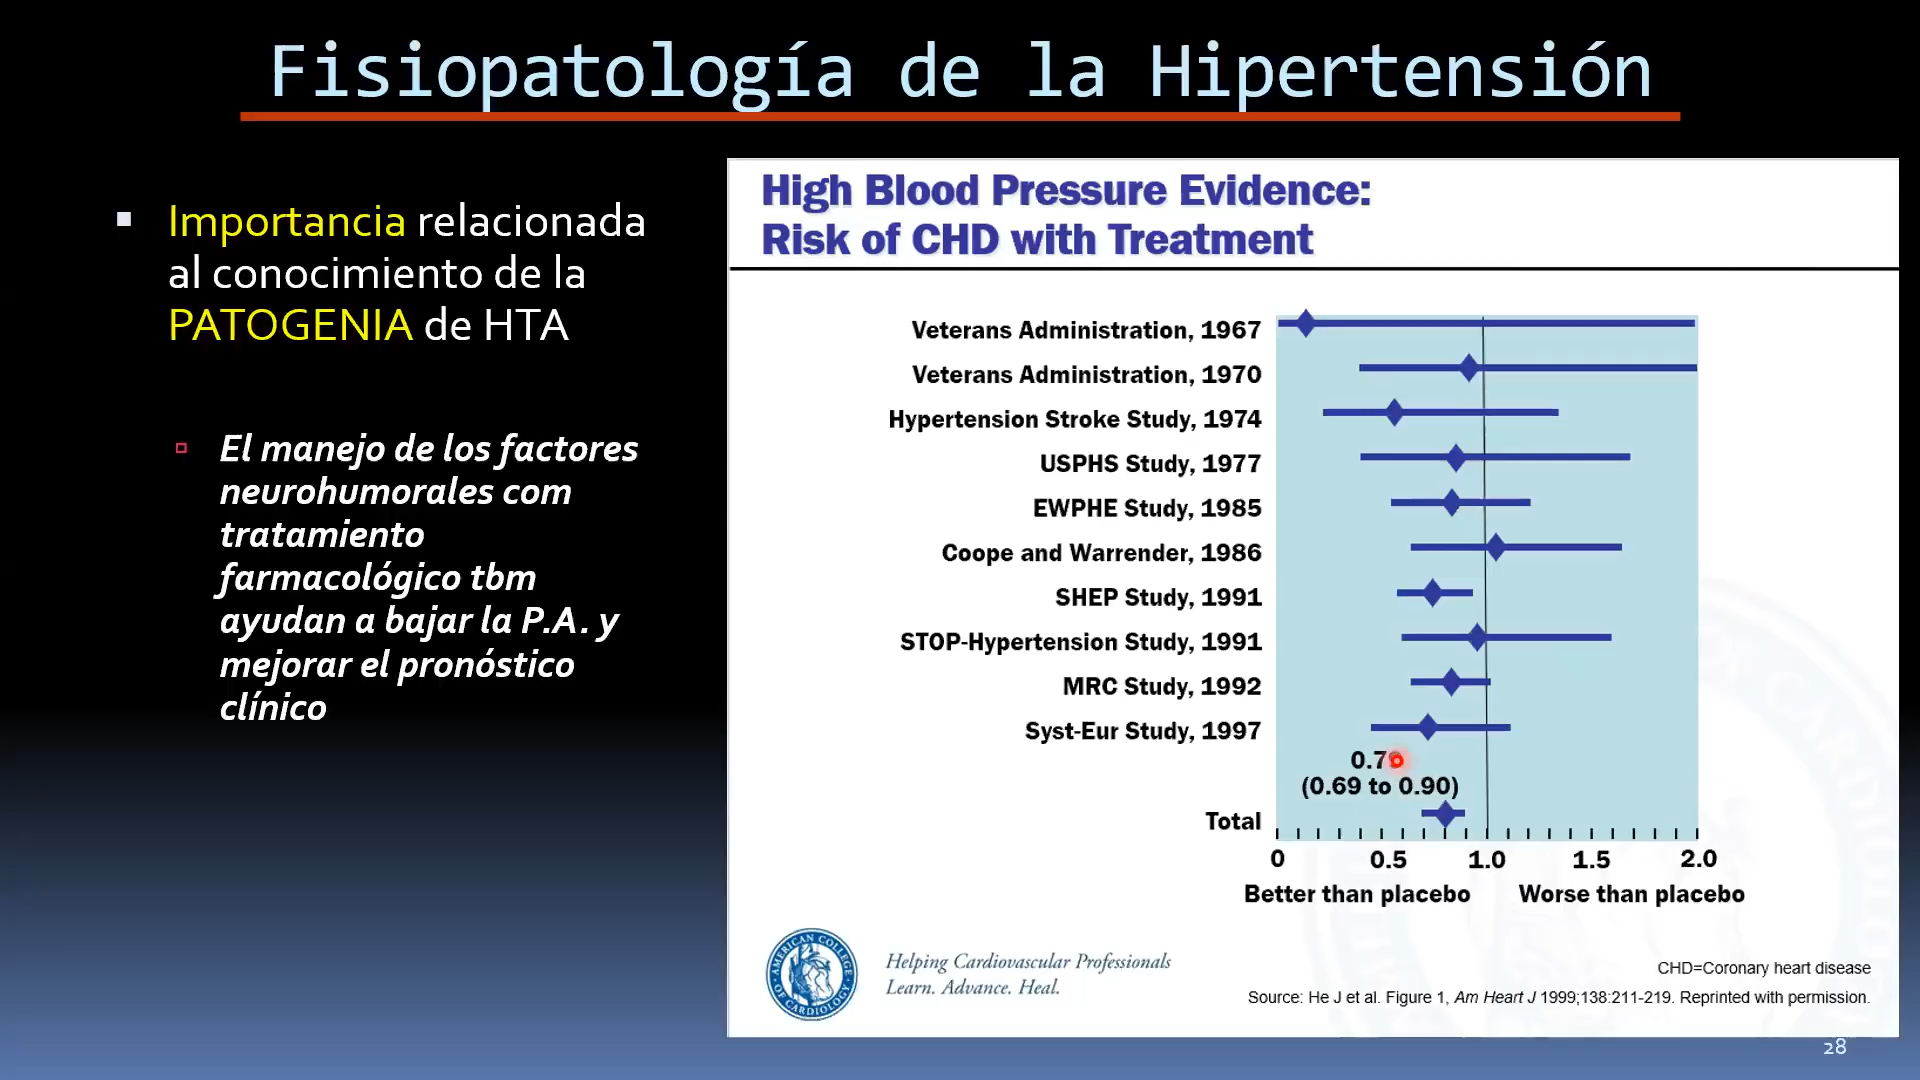 Fisiopatología de la Hipertensión
Importancia relacionada
al conocimiento de la
PATOGENIA de HTA
El manejo de los factores
neurohumorales com
tratamiento
farmacológico tbm
ayudan a bajar la P.A. y
mejorar el pronóstico
clínico
High Blood Pressure Evidence:
Risk of CHD with Treatment
Veterans Administration, 1967
Veterans Administration, 1970
Hypertension Stroke Study, 1974
USPHS Study, 1977
EWPHE Study, 1985
Coope and Warrender, 1986
SHEP Study, 1991
STOP-Hypertension Study, 1991
MRC Study, 1992
Syst-Eur Study, 1997
(0.69 to 0.90)
Total
0 0.5 1.0 1.5 2.0
Better than placebo Worse than placebo
AMERICAN COLLEGE OF CARDIOLOGY
Helping Cardiovascular Professionals
Learn. Advance. Heal.
CHD=Coronary heart disease
Source: He J et al. Figure 1, Am Heart J 1999;138:211-219. Reprinted with permission.
28